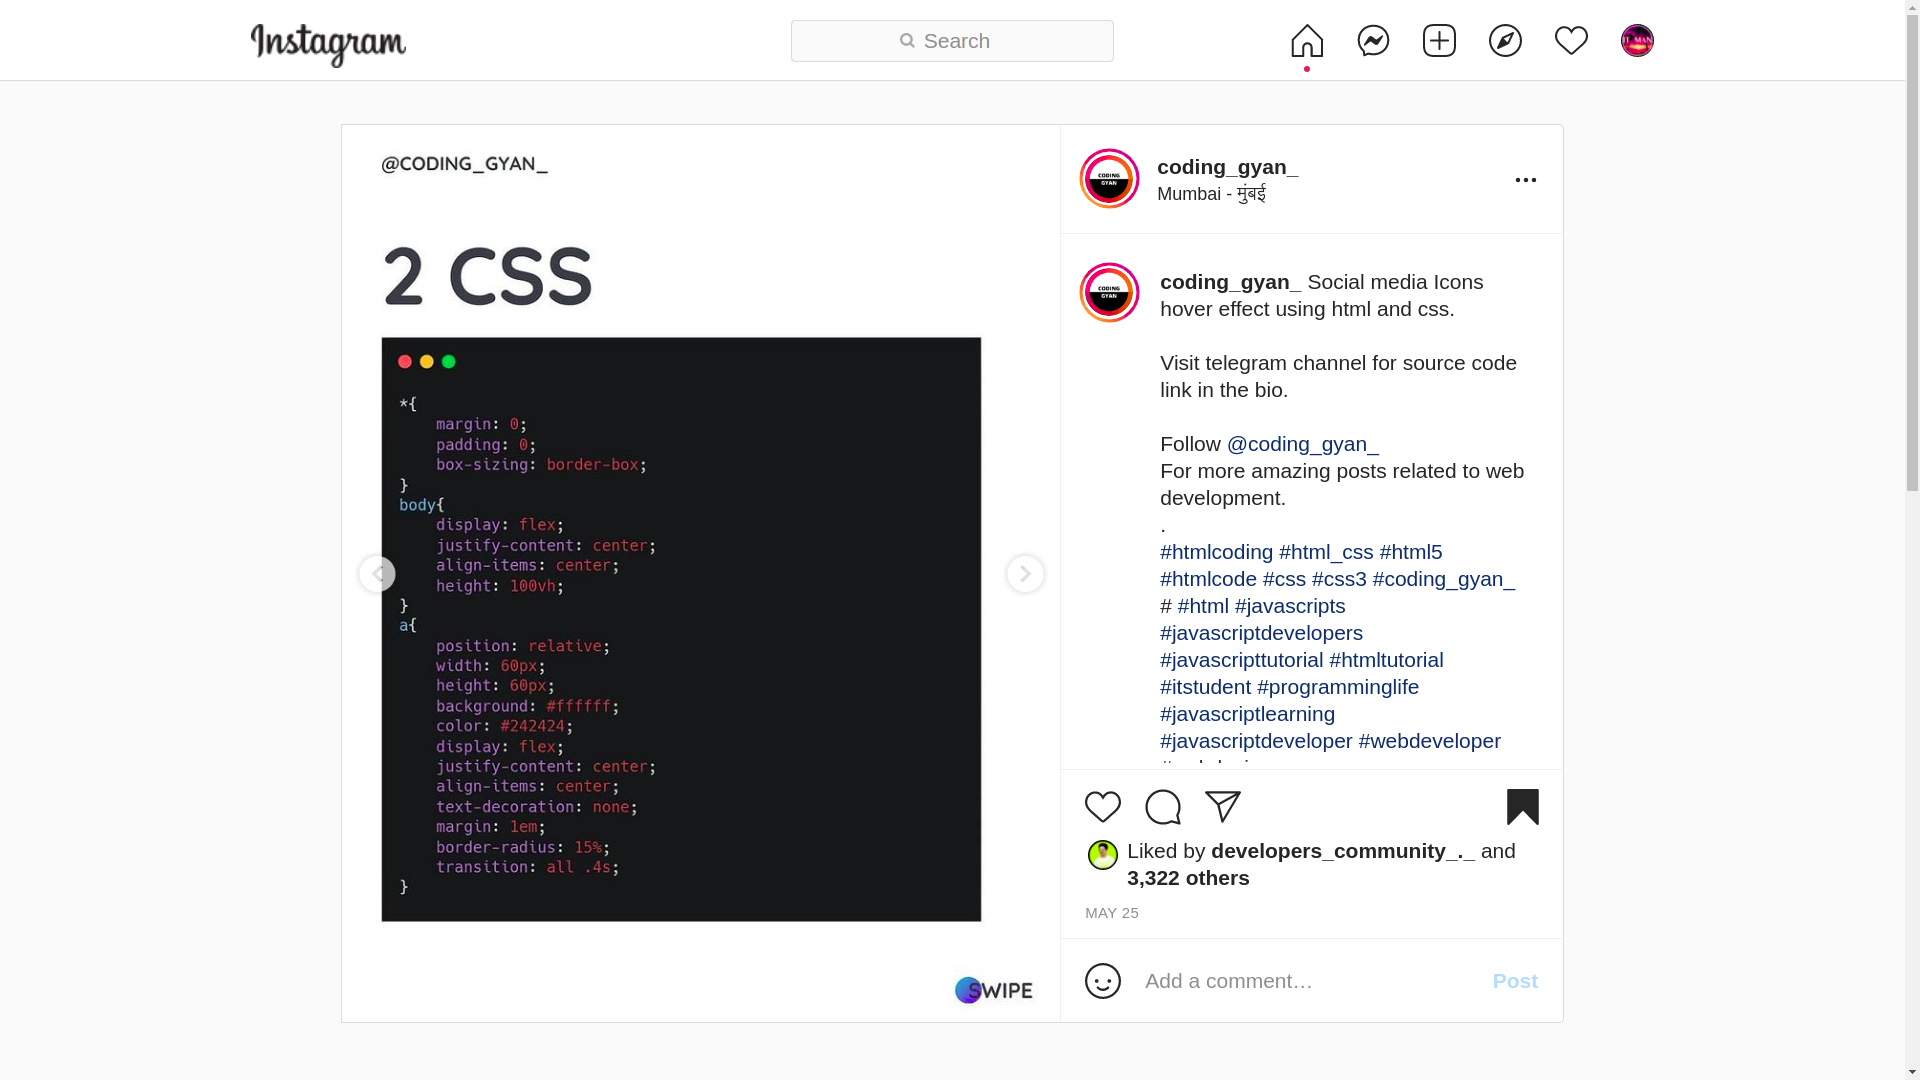 Instagram
Search
@CODING_GYAN_
2 CSS
*{
    margin: 0;
    padding: 0;
    box-sizing: border-box;
}
body{
    display: flex;
    justify-content: center;
    align-items: center;
    height: 100vh;
}
a{
    position: relative;
    width: 60px;
    height: 60px;
    background: #ffffff;
    color: #242424;
    display: flex;
    justify-content: center;
    align-items: center;
    text-decoration: none;
    margin: 1em;
    border-radius: 15%;
    transition: all .4s;
}
SWIPE
CODING
GYAN
coding_gyan_
Mumbai - मुंबई
CODING
GYAN
coding_gyan_ Social media Icons
hover effect using html and css.
Visit telegram channel for source code
link in the bio.
Follow @coding_gyan_
For more amazing posts related to web
development.
.
#htmlcoding #html_css #html5
#htmlcode #css #css3 #coding_gyan_
# #html #javascripts
#javascriptdevelopers
#javascripttutorial #htmltutorial
#itstudent #programminglife
#javascriptlearning
#javascriptdeveloper #webdeveloper
Liked by developers_community_._ and
3,322 others
MAY 25
Add a comment…
Post